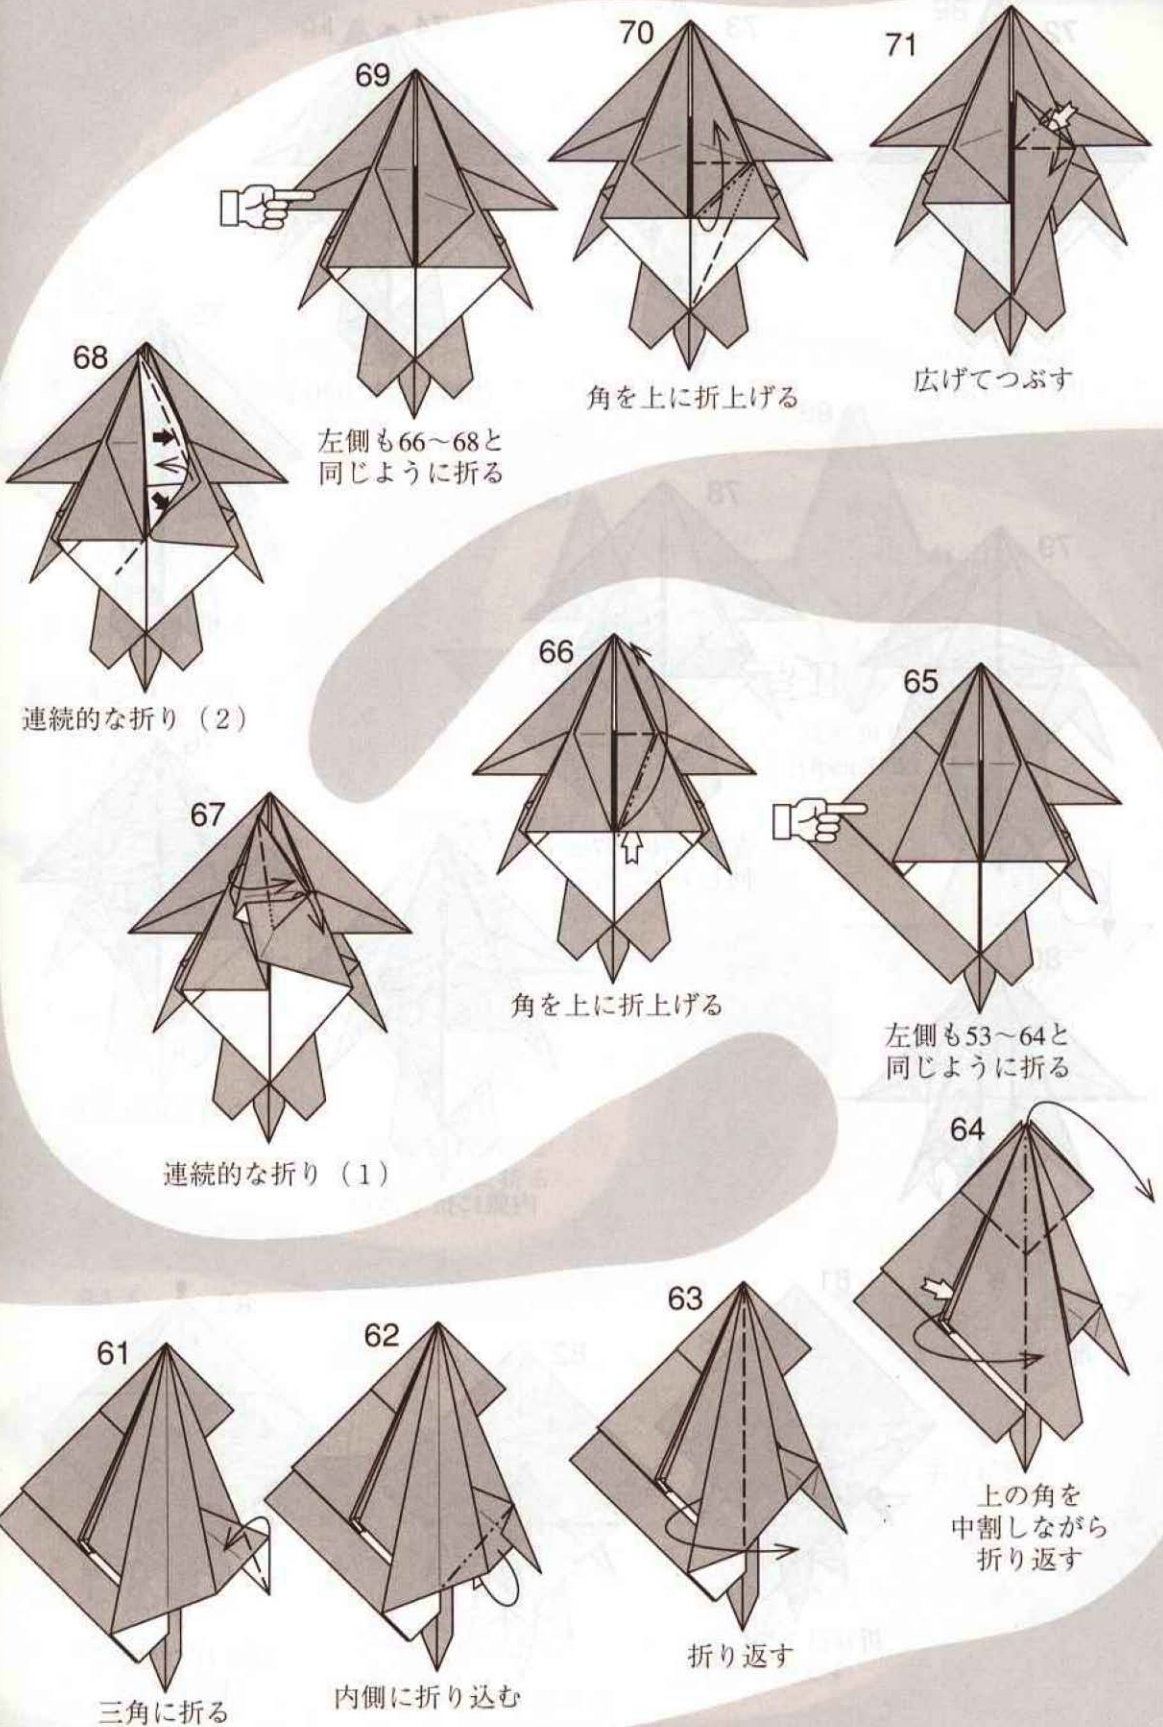 61
三角に折る
62
内側に折り込む
63
折り返す
64
上の角を
中割しながら
折り返す
65
左側も53〜64と
同じように折る
66
角を上に折上げる
67
連続的な折り（1）
68
連続的な折り（2）
69
左側も66〜68と
同じように折る
70
角を上に折上げる
71
広げてつぶす